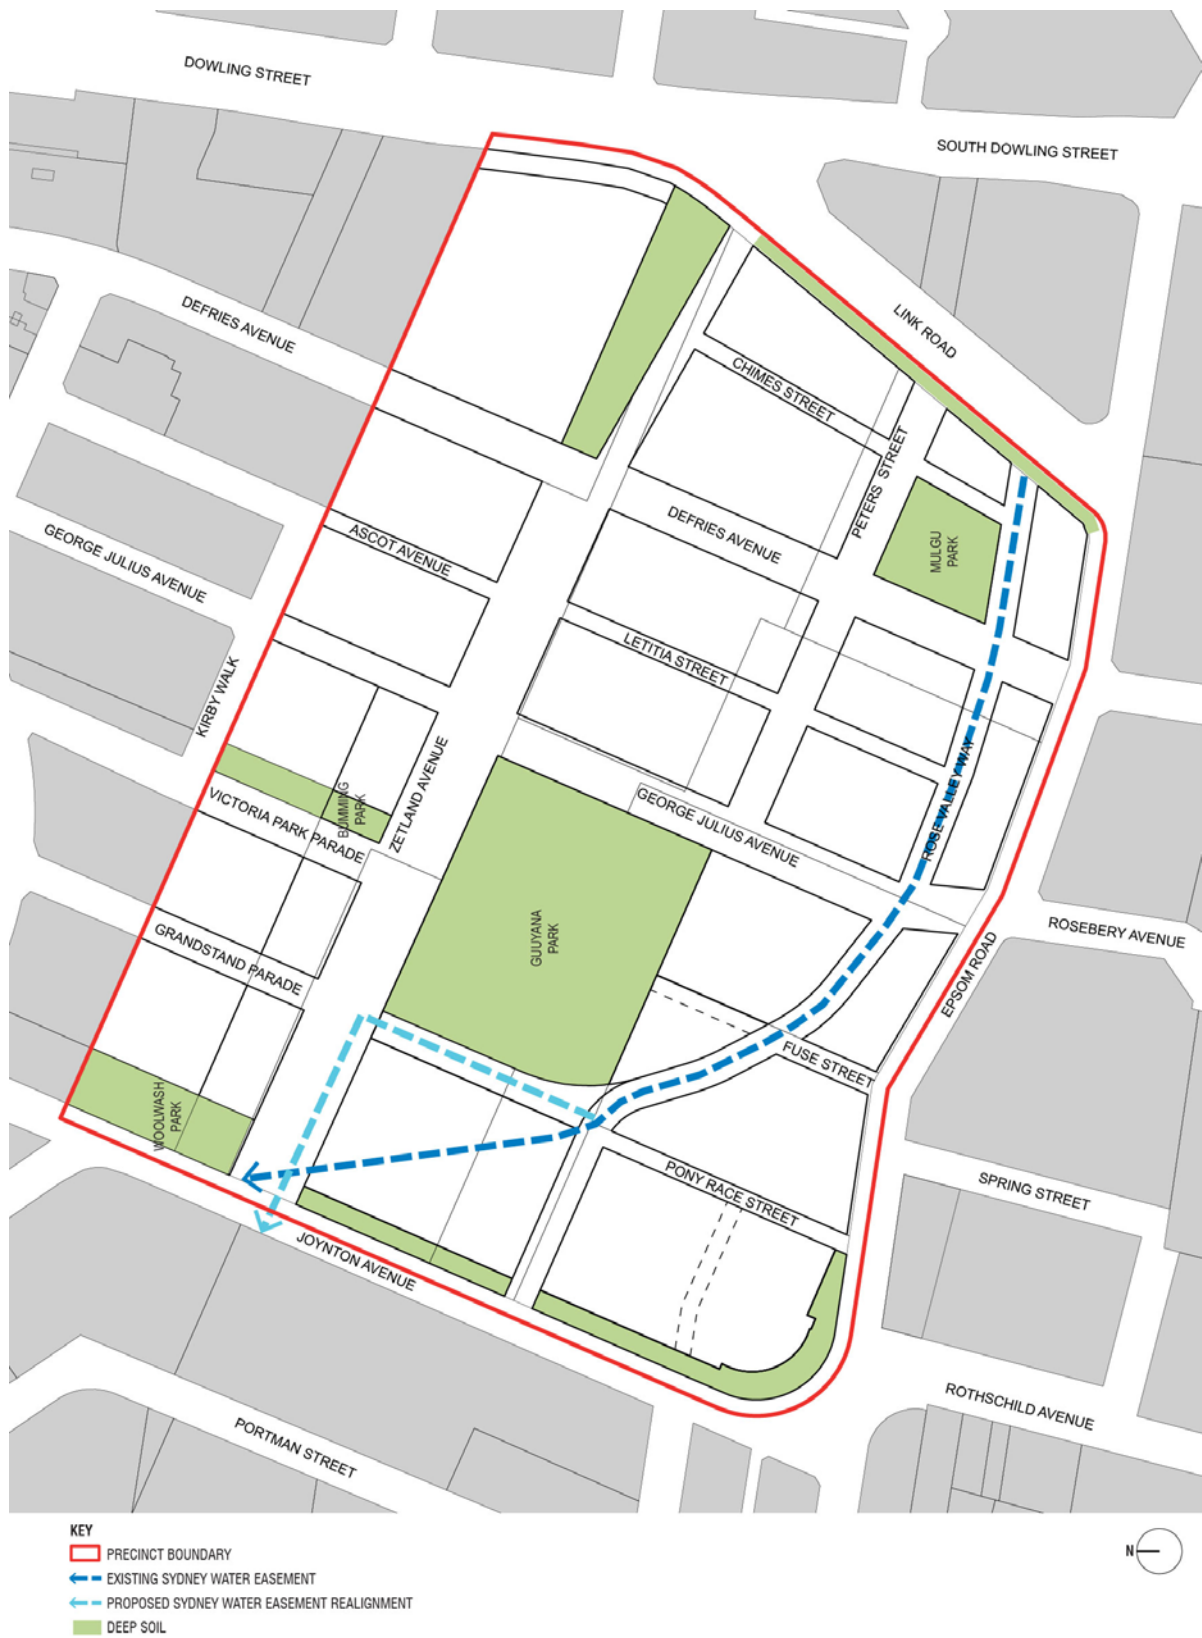 DOWLING STREET
SOUTH DOWLING STREET
LINK ROAD
DEFRIES AVENUE
CHIMES STREET
PETERS STREET
DEFRIES AVENUE
MULGU
PARK
ASCOT AVENUE
GEORGE JULIUS AVENUE
LETITIA STREET
KIRBY WALK
ROSE VALLEY WAY
ZETLAND AVENUE
VICTORIA PARK PARADE
BUMMING
PARK
GEORGE JULIUS AVENUE
GUUYANA
PARK
GRANDSTAND PARADE
ROSEBERY AVENUE
EPSOM ROAD
FUSE STREET
WOOLWASH
PARK
PONY RACE STREET
SPRING STREET
JOYNTON AVENUE
ROTHSCHILD AVENUE
PORTMAN STREET
KEY
PRECINCT BOUNDARY
EXISTING SYDNEY WATER EASEMENT
PROPOSED SYDNEY WATER EASEMENT REALIGNMENT
DEEP SOIL
N